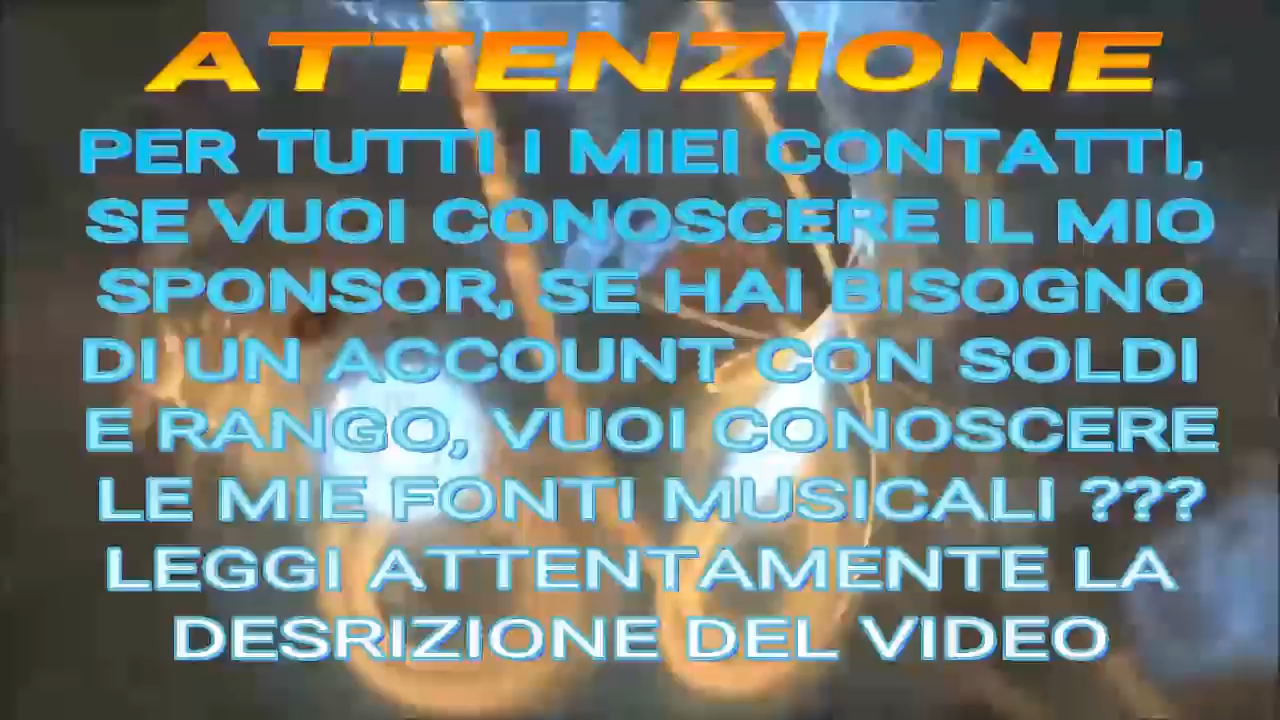 ATTENZIONE
PER TUTTI I MIEI CONTATTI,
SE VUOI CONOSCERE IL MIO
SPONSOR, SE HAI BISOGNO
DI UN ACCOUNT CON SOLDI
E RANGO, VUOI CONOSCERE
LE MIE FONTI MUSICALI ???
LEGGI ATTENTAMENTE LA
DESRIZIONE DEL VIDEO